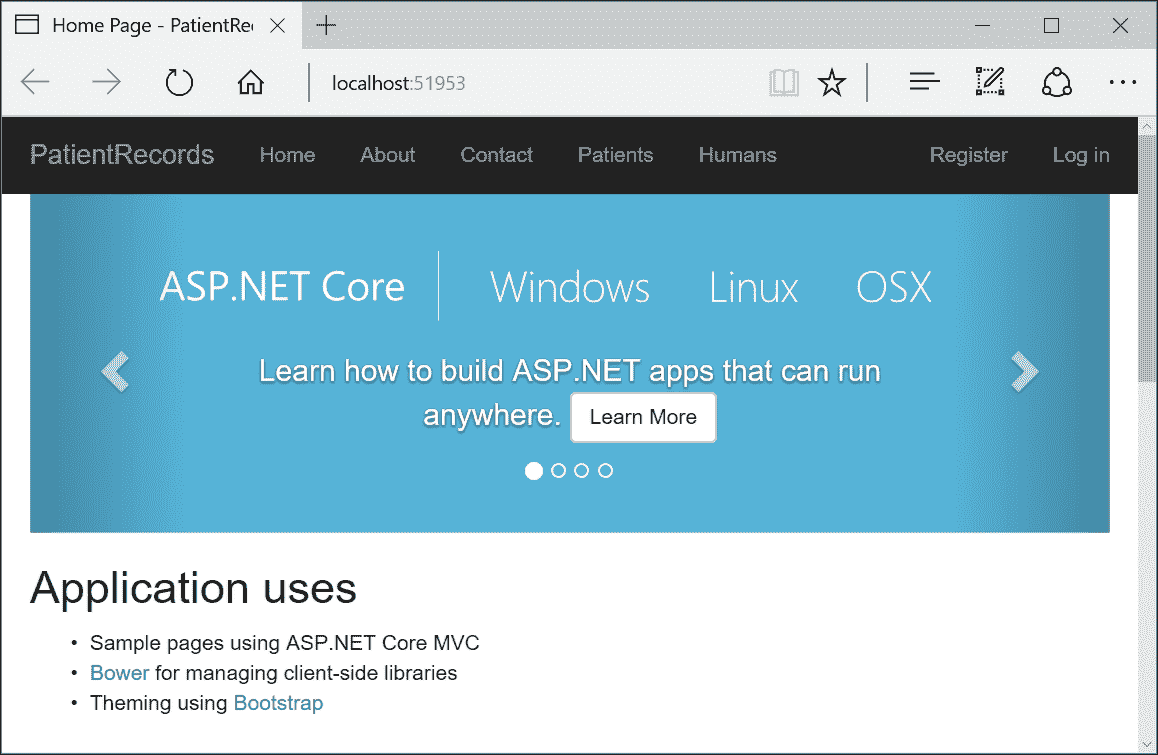 Home Page - PatientRe
localhost:51953
PatientRecords Home About Contact Patients Humans Register Log in
ASP.NET Core Windows Linux OSX
Learn how to build ASP.NET apps that can run
anywhere. Learn More
Application uses
• Sample pages using ASP.NET Core MVC
• Bower for managing client-side libraries
• Theming using Bootstrap